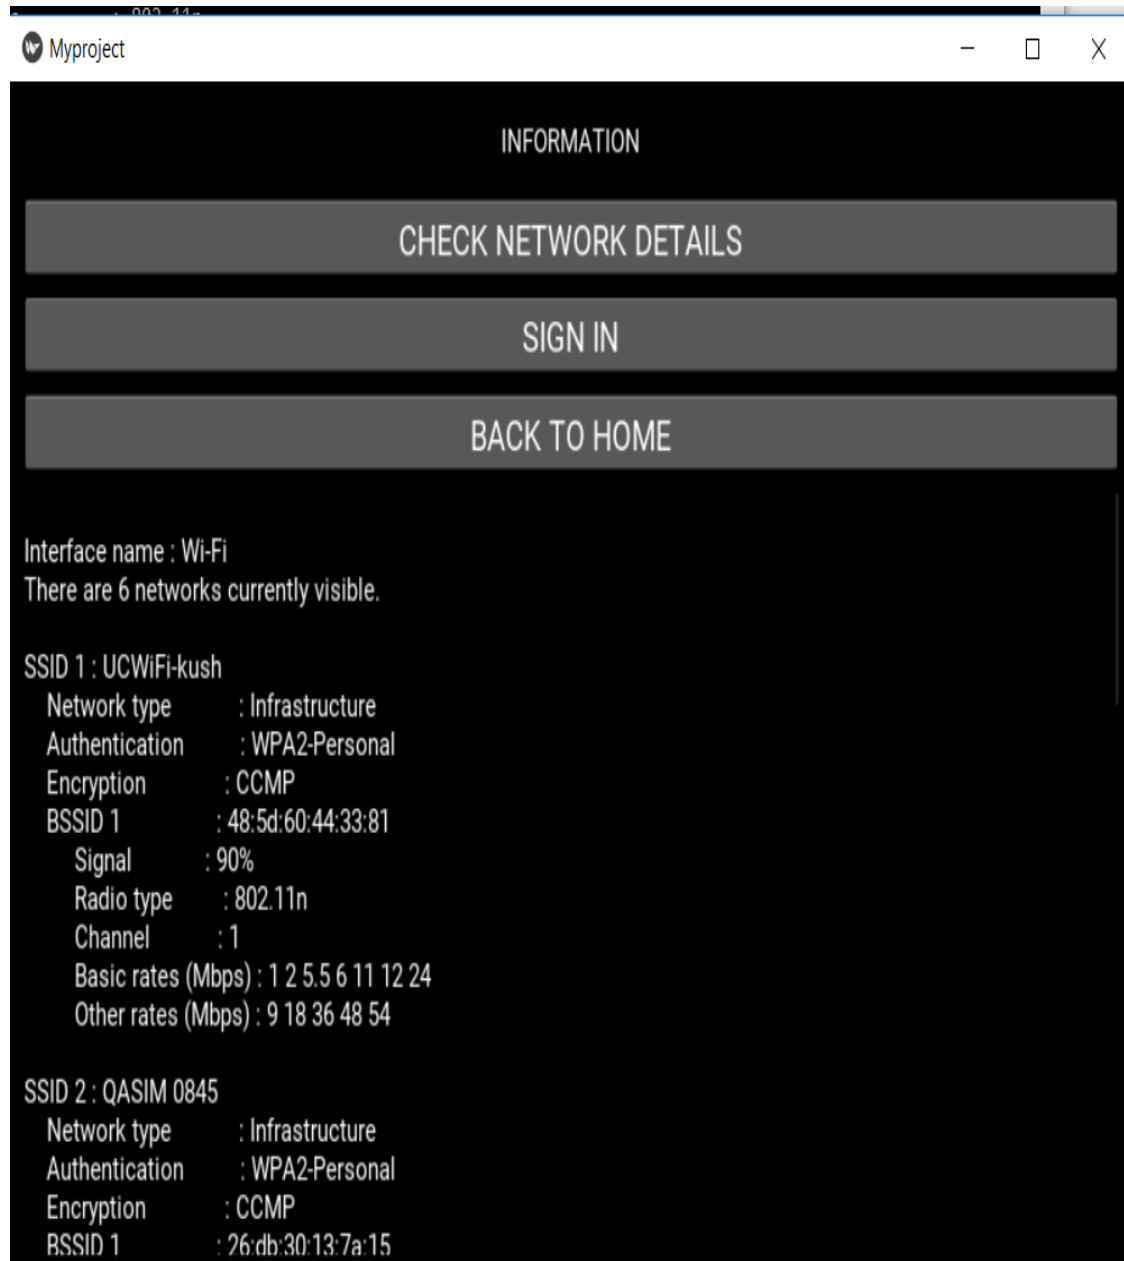 : 802.11n
Myproject
INFORMATION
CHECK NETWORK DETAILS
SIGN IN
BACK TO HOME
Interface name : Wi-Fi
There are 6 networks currently visible.
SSID 1 : UCWiFi-kush
Network type : Infrastructure
Authentication : WPA2-Personal
Encryption : CCMP
BSSID 1 : 48:5d:60:44:33:81
Signal : 90%
Radio type : 802.11n
Channel : 1
Basic rates (Mbps) : 1 2 5.5 6 11 12 24
Other rates (Mbps) : 9 18 36 48 54
SSID 2 : QASIM 0845
Network type : Infrastructure
Authentication : WPA2-Personal
Encryption : CCMP
BSSID 1 : 26:db:30:13:7a:15